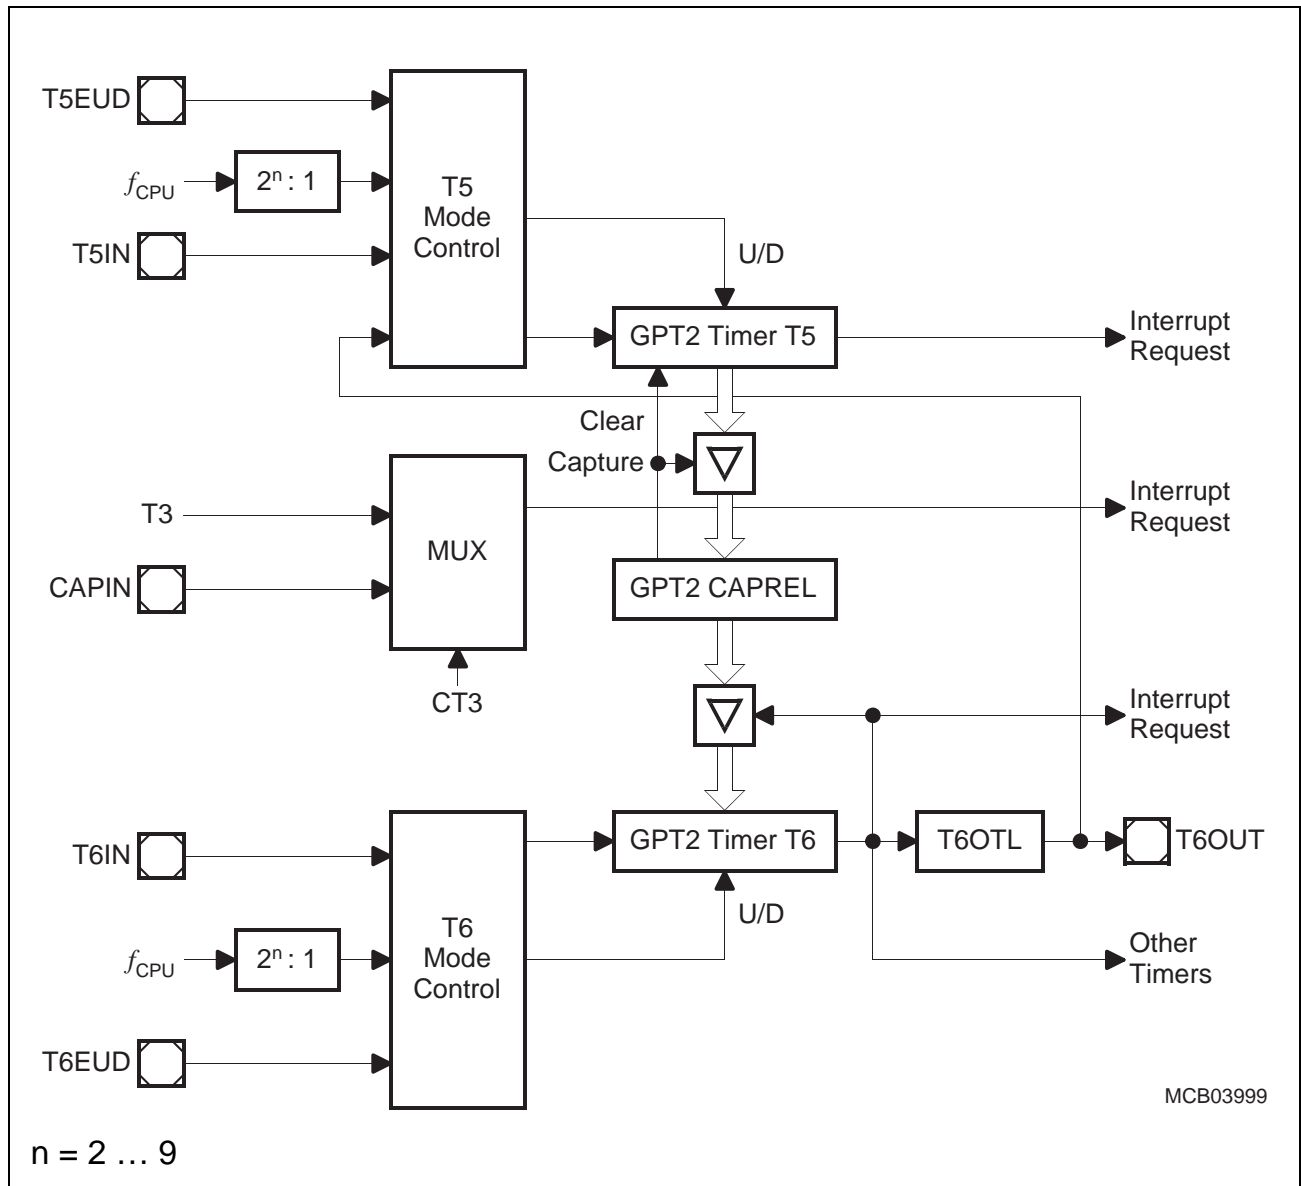 T5EUD
fCPU
2ⁿ : 1
T5IN
T5
Mode
Control
U/D
GPT2 Timer T5
Interrupt
Request
Clear
Capture
T3
CAPIN
MUX
CT3
Interrupt
Request
GPT2 CAPREL
Interrupt
Request
T6IN
fCPU
2ⁿ : 1
T6EUD
T6
Mode
Control
GPT2 Timer T6
U/D
T6OTL
T6OUT
Other
Timers
MCB03999
n = 2 … 9